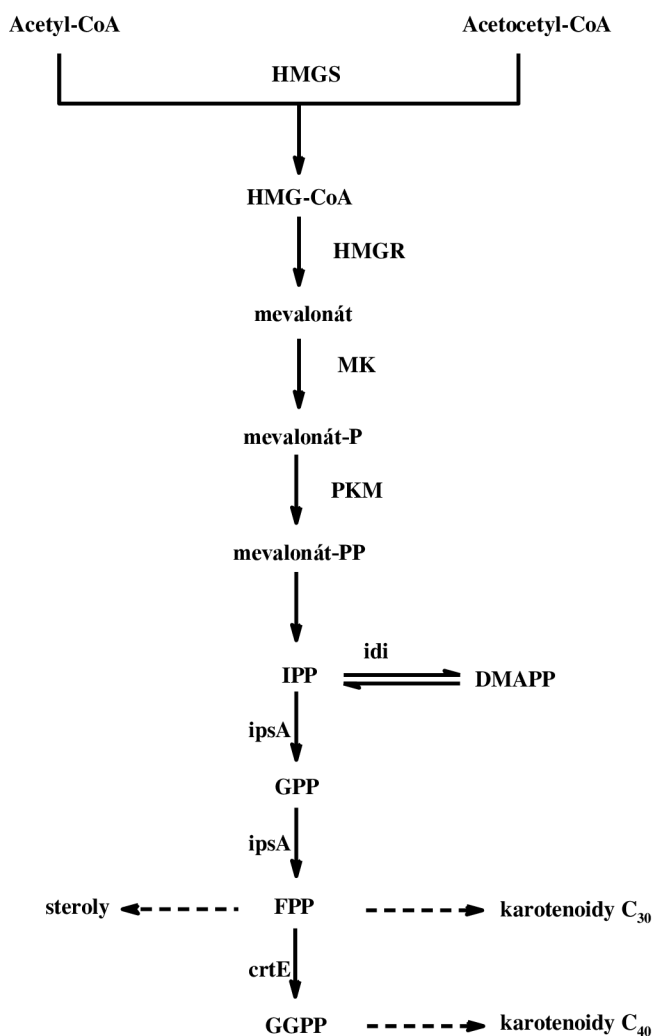 Acetyl-CoA
Acetocetyl-CoA
HMGS
HMG-CoA
HMGR
mevalonát
MK
mevalonát-P
PKM
mevalonát-PP
idi
IPP
DMAPP
ipsA
GPP
ipsA
steroly
FPP
karotenoidy C₃₀
crtE
GGPP
karotenoidy C₄₀